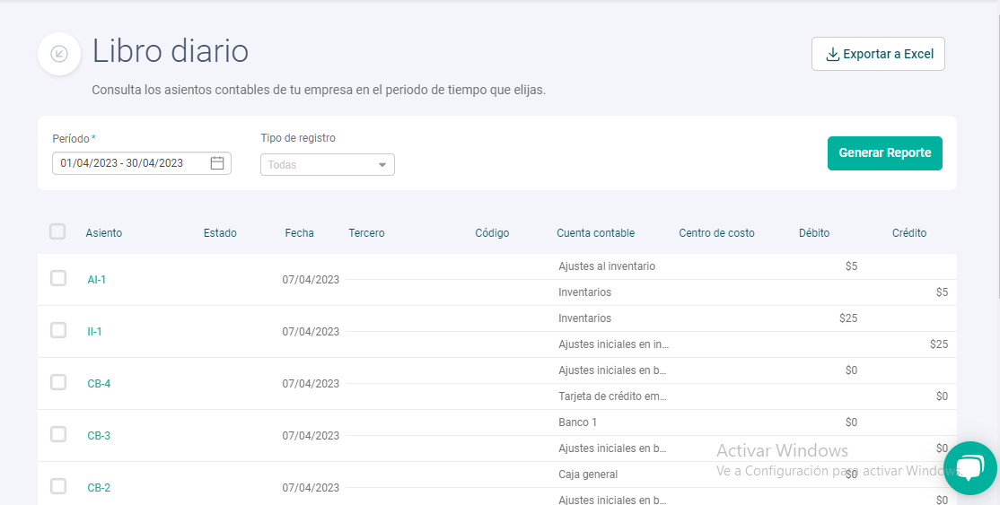 Libro diario
Exportar a Excel
Consulta los asientos contables de tu empresa en el periodo de tiempo que elijas.
Período* Tipo de registro
01/04/2023 - 30/04/2023 Todas
Generar Reporte
Asiento Estado Fecha Tercero Código Cuenta contable Centro de costo Débito Crédito
Ajustes al inventario $5
AI-1 07/04/2023
Inventarios $5
Inventarios $25
II-1 07/04/2023
Ajustes iniciales en in... $25
Ajustes iniciales en b... $0
CB-4 07/04/2023
Tarjeta de crédito em... $0
Banco 1 $0
CB-3 07/04/2023
Ajustes iniciales en b... $0
Activar Windows
Ve a Configuración para activar Windows.
Caja general $0
CB-2 07/04/2023
Ajustes iniciales en b... $0